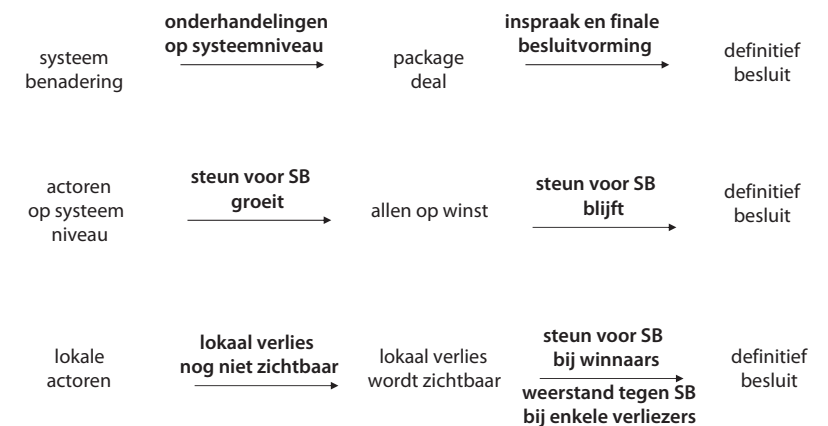 onderhandelingen
op systeemniveau
inspraak en finale
besluitvorming
systeem
benadering
package
deal
definitief
besluit
actoren
op systeem
niveau
steun voor SB
groeit
allen op winst
steun voor SB
blijft
definitief
besluit
lokale
actoren
lokaal verlies
nog niet zichtbaar
lokaal verlies
wordt zichtbaar
steun voor SB
bij winnaars
weerstand tegen SB
bij enkele verliezers
definitief
besluit